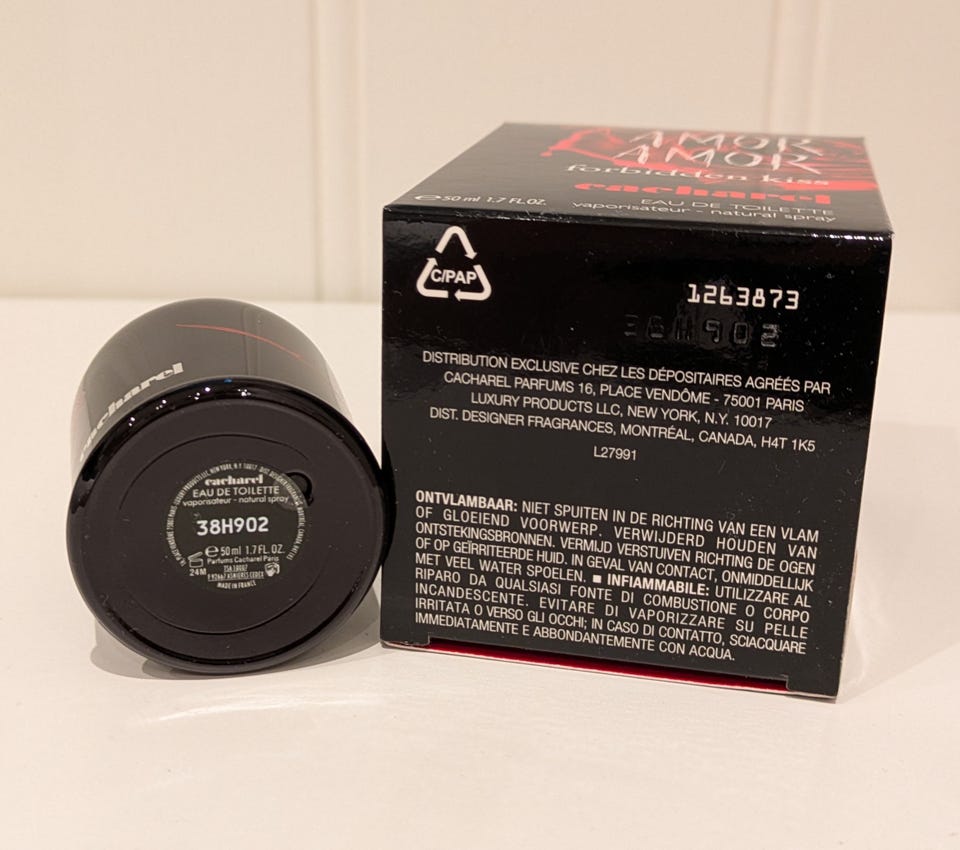 AMOR
AMOR
forbidden kiss
cacharel
℮50 ml 1.7 FL.OZ.
EAU DE TOILETTE
vaporisateur - natural spray
C/PAP
1263873
38H902
DISTRIBUTION EXCLUSIVE CHEZ LES DÉPOSITAIRES AGRÉÉS PAR
CACHAREL PARFUMS 16, PLACE VENDÔME - 75001 PARIS
LUXURY PRODUCTS LLC, NEW YORK, N.Y. 10017
DIST. DESIGNER FRAGRANCES, MONTRÉAL, CANADA, H4T 1K5
L27991
ONTVLAMBAAR: NIET SPUITEN IN DE RICHTING VAN EEN VLAM
OF GLOEIEND VOORWERP. VERWIJDERD HOUDEN VAN
ONTSTEKINGSBRONNEN. VERMIJD VERSTUIVEN RICHTING DE OGEN
OF OP GEÏRRITEERDE HUID. IN GEVAL VAN CONTACT, ONMIDDELLIJK
MET VEEL WATER SPOELEN. ■ INFIAMMABILE: UTILIZZARE AL
RIPARO DA QUALSIASI FONTE DI COMBUSTIONE O CORPO
INCANDESCENTE. EVITARE DI VAPORIZZARE SU PELLE
IRRITATA O VERSO GLI OCCHI; IN CASO DI CONTATTO, SCIACQUARE
IMMEDIATAMENTE E ABBONDANTEMENTE CON ACQUA.
cacharel
cacharel
EAU DE TOILETTE
vaporisateur - natural spray
38H902
℮50 ml 1.7 FL. OZ.
Parfums Cacharel Paris
24M
F 92667 ASNIERES CEDEX
MADE IN FRANCE